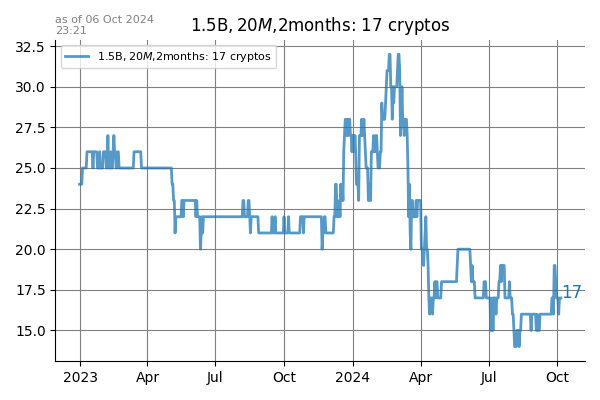 as of 06 Oct 2024
23:21
1.5B, 20M,2months: 17 cryptos
1.5B, 20M,2months: 17 cryptos
32.5
30.0
27.5
25.0
22.5
20.0
17.5
15.0
17
2023
Apr
Jul
Oct
2024
Apr
Jul
Oct